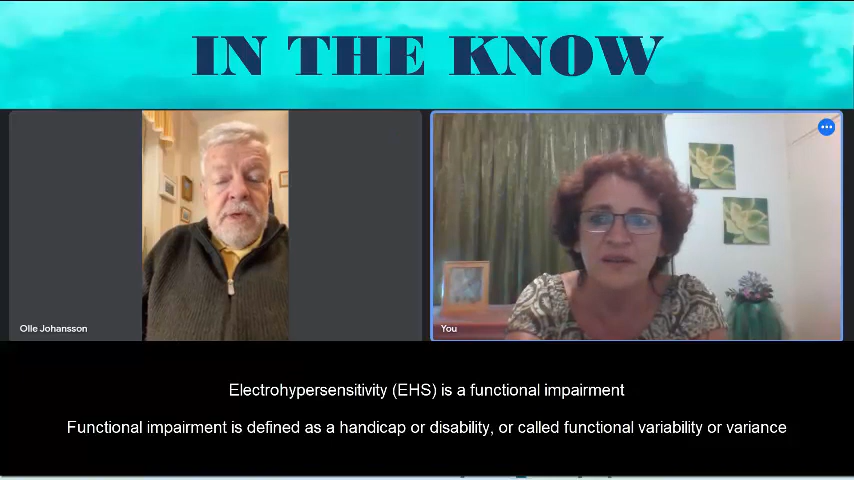 IN THE KNOW
Olle Johansson
You
Electrohypersensitivity (EHS) is a functional impairment
Functional impairment is defined as a handicap or disability, or called functional variability or variance